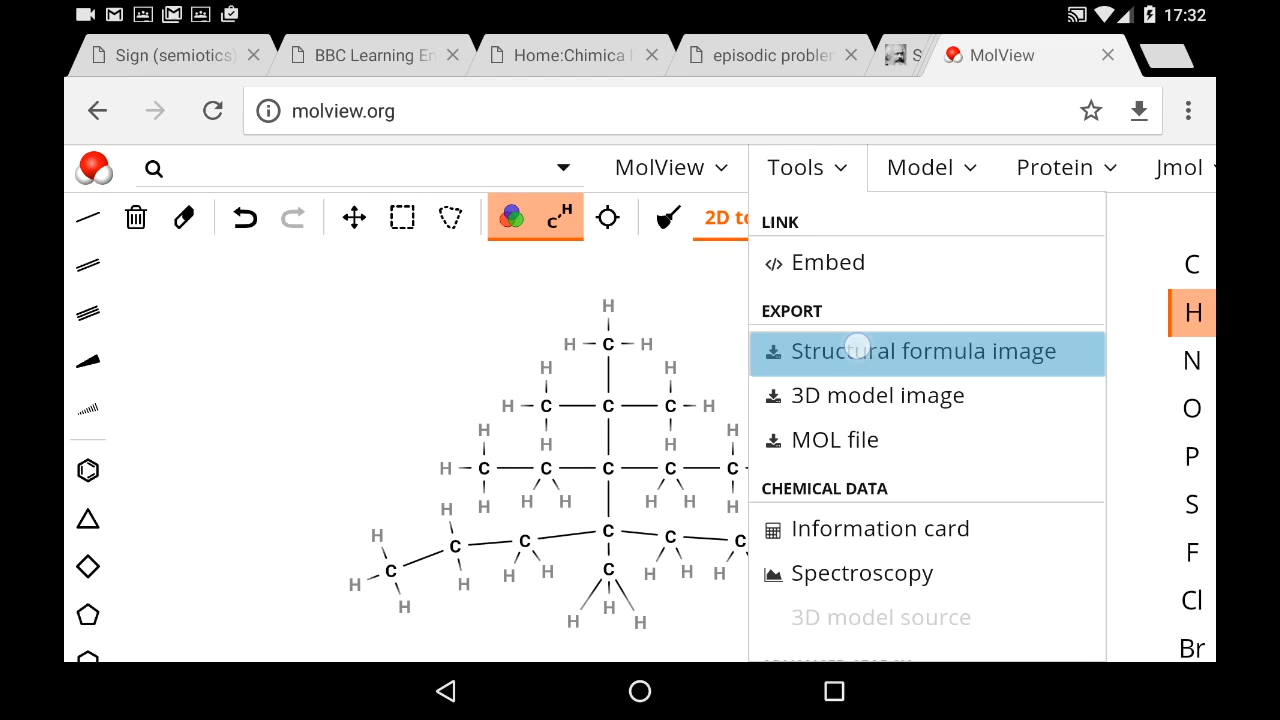 17:32
Sign (semiotics)
BBC Learning En
Home:Chimica I
episodic probler
S
MolView
molview.org
MolView
Tools
Model
Protein
Jmol
C H
2D to
LINK
Embed
EXPORT
Structural formula image
3D model image
MOL file
CHEMICAL DATA
Information card
Spectroscopy
3D model source
H
H C H
H H
H C C C H
H H H
H C C C C C
H H H H H H
H C
H C C C C
H C H H H H H
H H H H H
H
C
H
N
O
P
S
F
Cl
Br